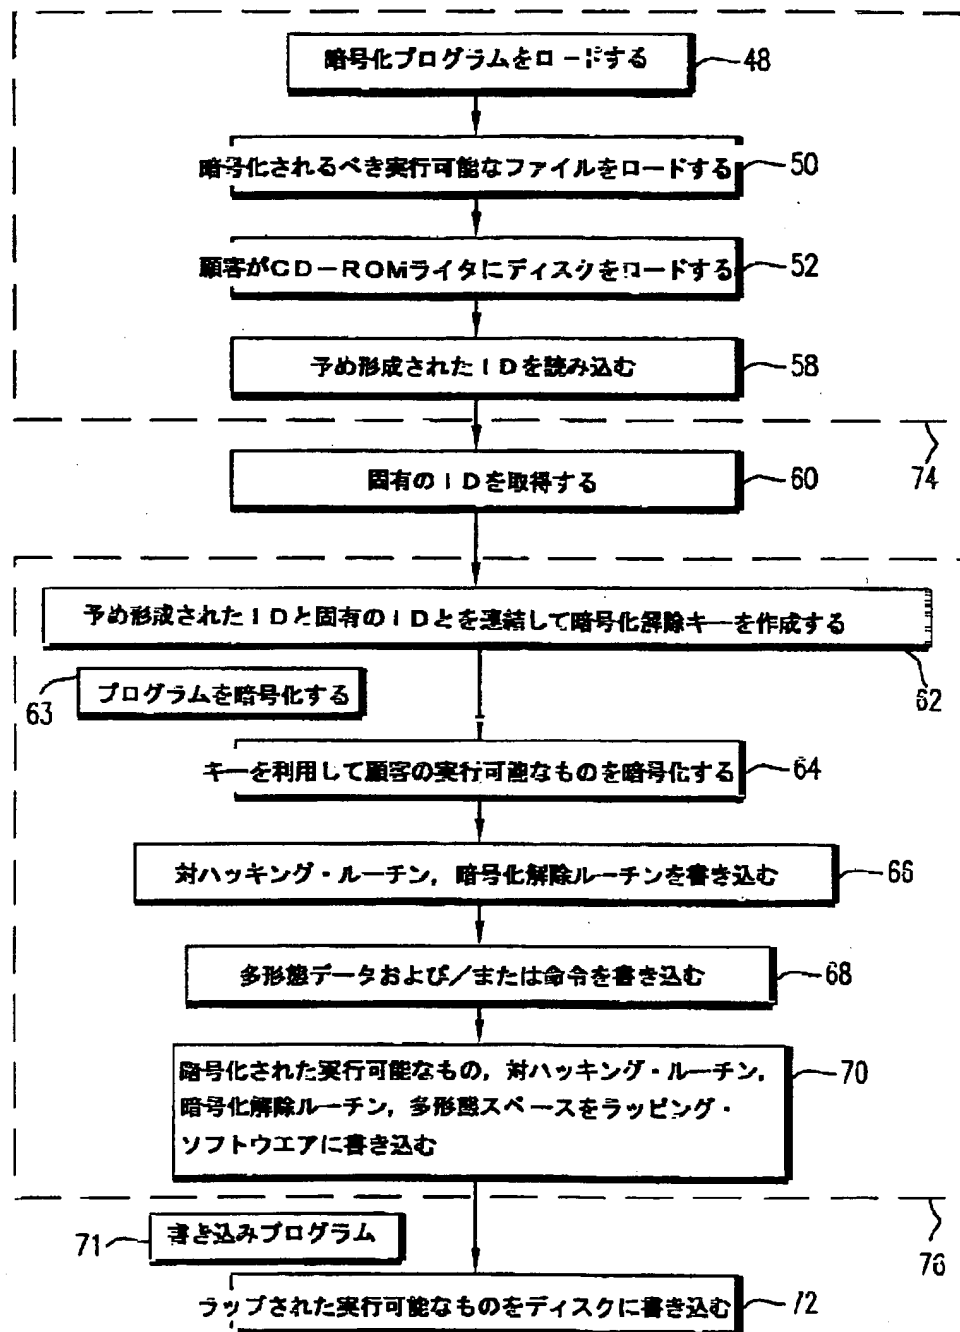 暗号化プログラムをロードする
48
暗号化されるべき実行可能なファイルをロードする
50
顧客がCD-ROMライタにディスクをロードする
52
予め形成されたIDを読み込む
58
74
固有のIDを取得する
60
予め形成されたIDと固有のIDとを連結して暗号化解除キーを作成する
62
63
プログラムを暗号化する
キーを利用して顧客の実行可能なものを暗号化する
64
対ハッキング・ルーチン,暗号化解除ルーチンを書き込む
66
多形態データおよび/または命令を書き込む
68
暗号化された実行可能なもの,対ハッキング・ルーチン,
暗号化解除ルーチン,多形態スペースをラッピング・
ソフトウエアに書き込む
70
71
書き込みプログラム
76
ラップされた実行可能なものをディスクに書き込む
72